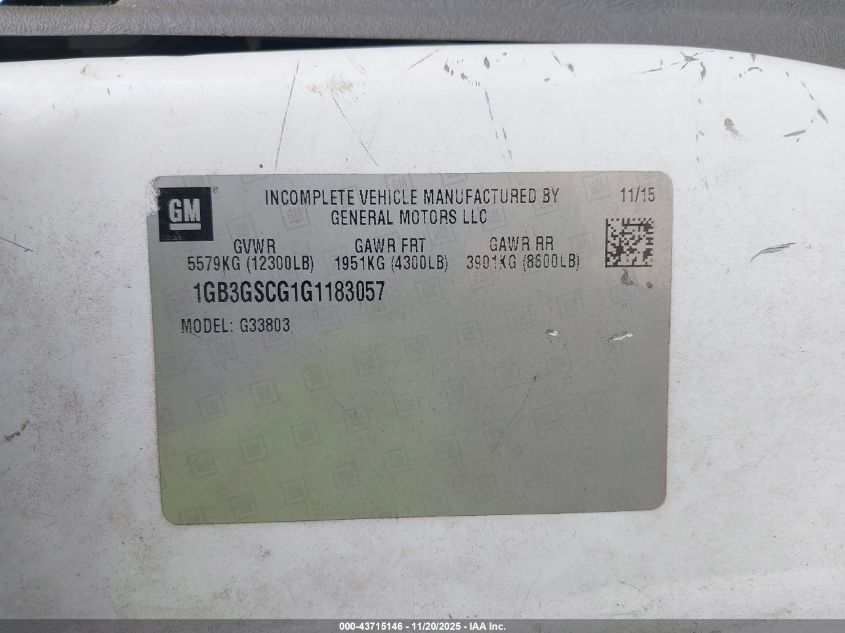 GM
INCOMPLETE VEHICLE MANUFACTURED BY
GENERAL MOTORS LLC
11/15
GVWR GAWR FRT GAWR RR
5579KG (12300LB) 1951KG (4300LB) 3901KG (8600LB)
1GB3GSCG1G1183057
MODEL: G33803
000-43715146 - 11/20/2025 - IAA Inc.